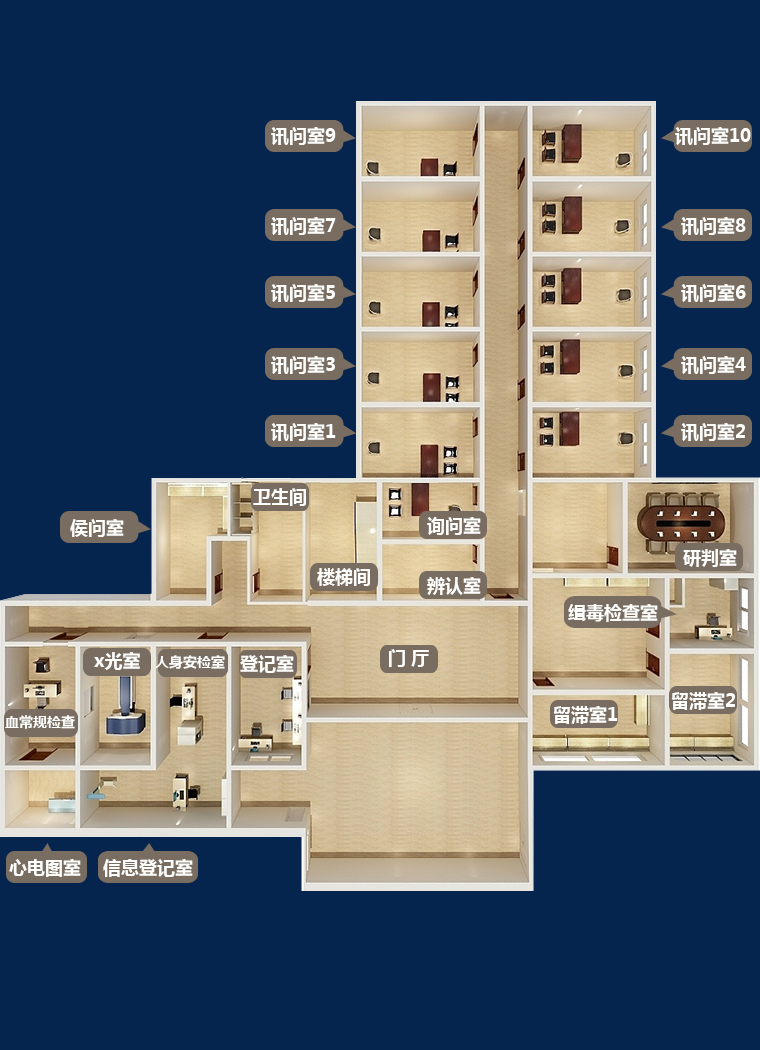 讯问室9
讯问室10
讯问室7
讯问室8
讯问室5
讯问室6
讯问室3
讯问室4
讯问室1
讯问室2
卫生间
侯问室
询问室
研判室
楼梯间
辨认室
缉毒检查室
x光室
人身安检室
登记室
门厅
血常规检查
留滞室1
留滞室2
心电图室
信息登记室